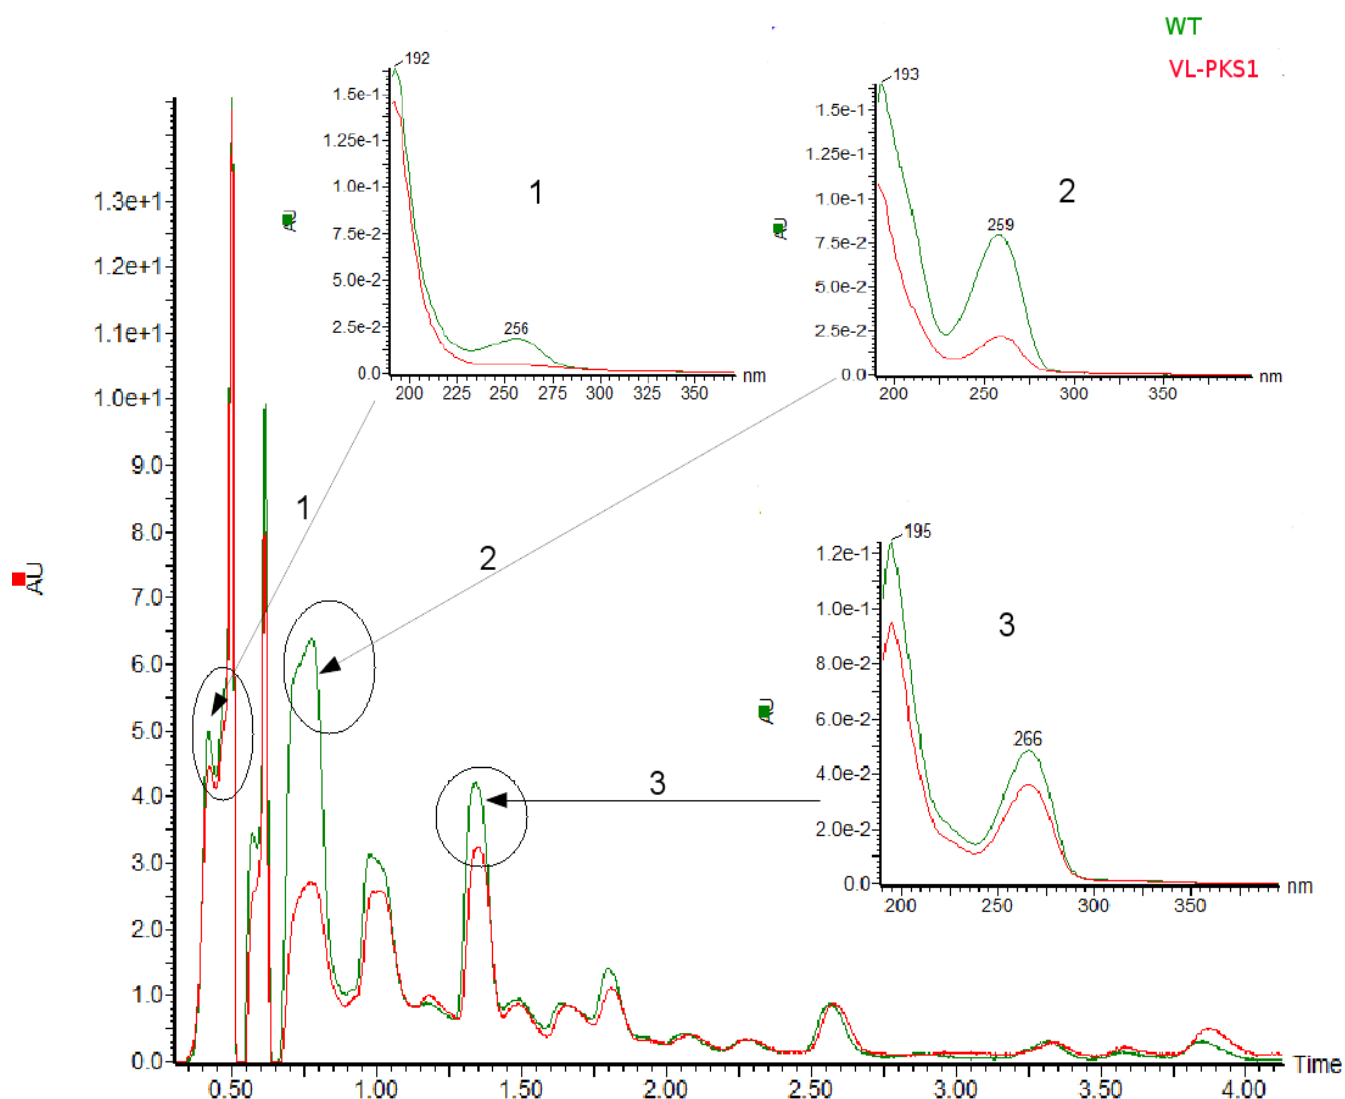 WT
VL-PKS1
192
1.5e-1
1.25e-1
1.0e-1
7.5e-2
5.0e-2
2.5e-2
0.0
AU
1
256
200 225 250 275 300 325 350 nm
193
1.5e-1
1.25e-1
1.0e-1
7.5e-2
5.0e-2
2.5e-2
0.0
AU
2
259
200 250 300 350 nm
195
1.2e-1
1.0e-1
8.0e-2
6.0e-2
4.0e-2
2.0e-2
0.0
AU
3
266
200 250 300 350 nm
1.3e+1
1.2e+1
1.1e+1
1.0e+1
9.0
8.0
7.0
6.0
5.0
4.0
3.0
2.0
1.0
0.0
AU
1
2
3
0.50 1.00 1.50 2.00 2.50 3.00 3.50 4.00 Time